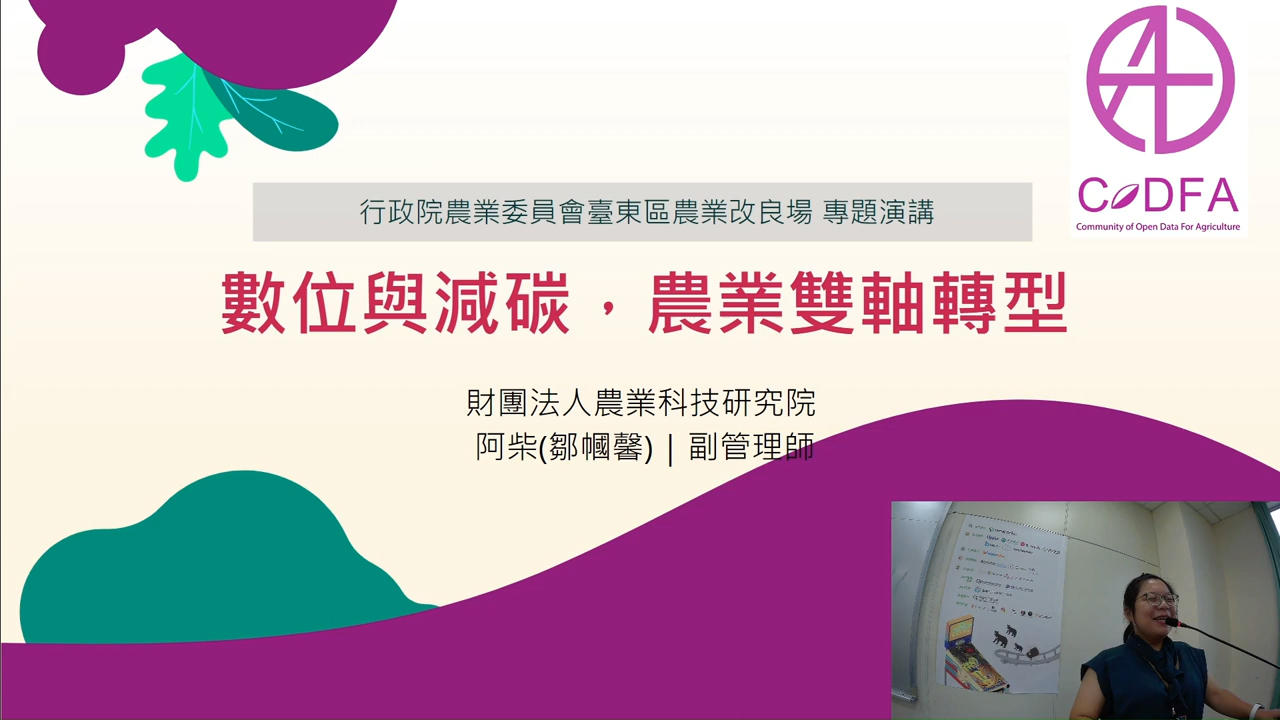 CODFA
Community of Open Data For Agriculture
行政院農業委員會臺東區農業改良場 專題演講
數位與減碳，農業雙軸轉型
財團法人農業科技研究院
阿柴(鄒幗馨) | 副管理師